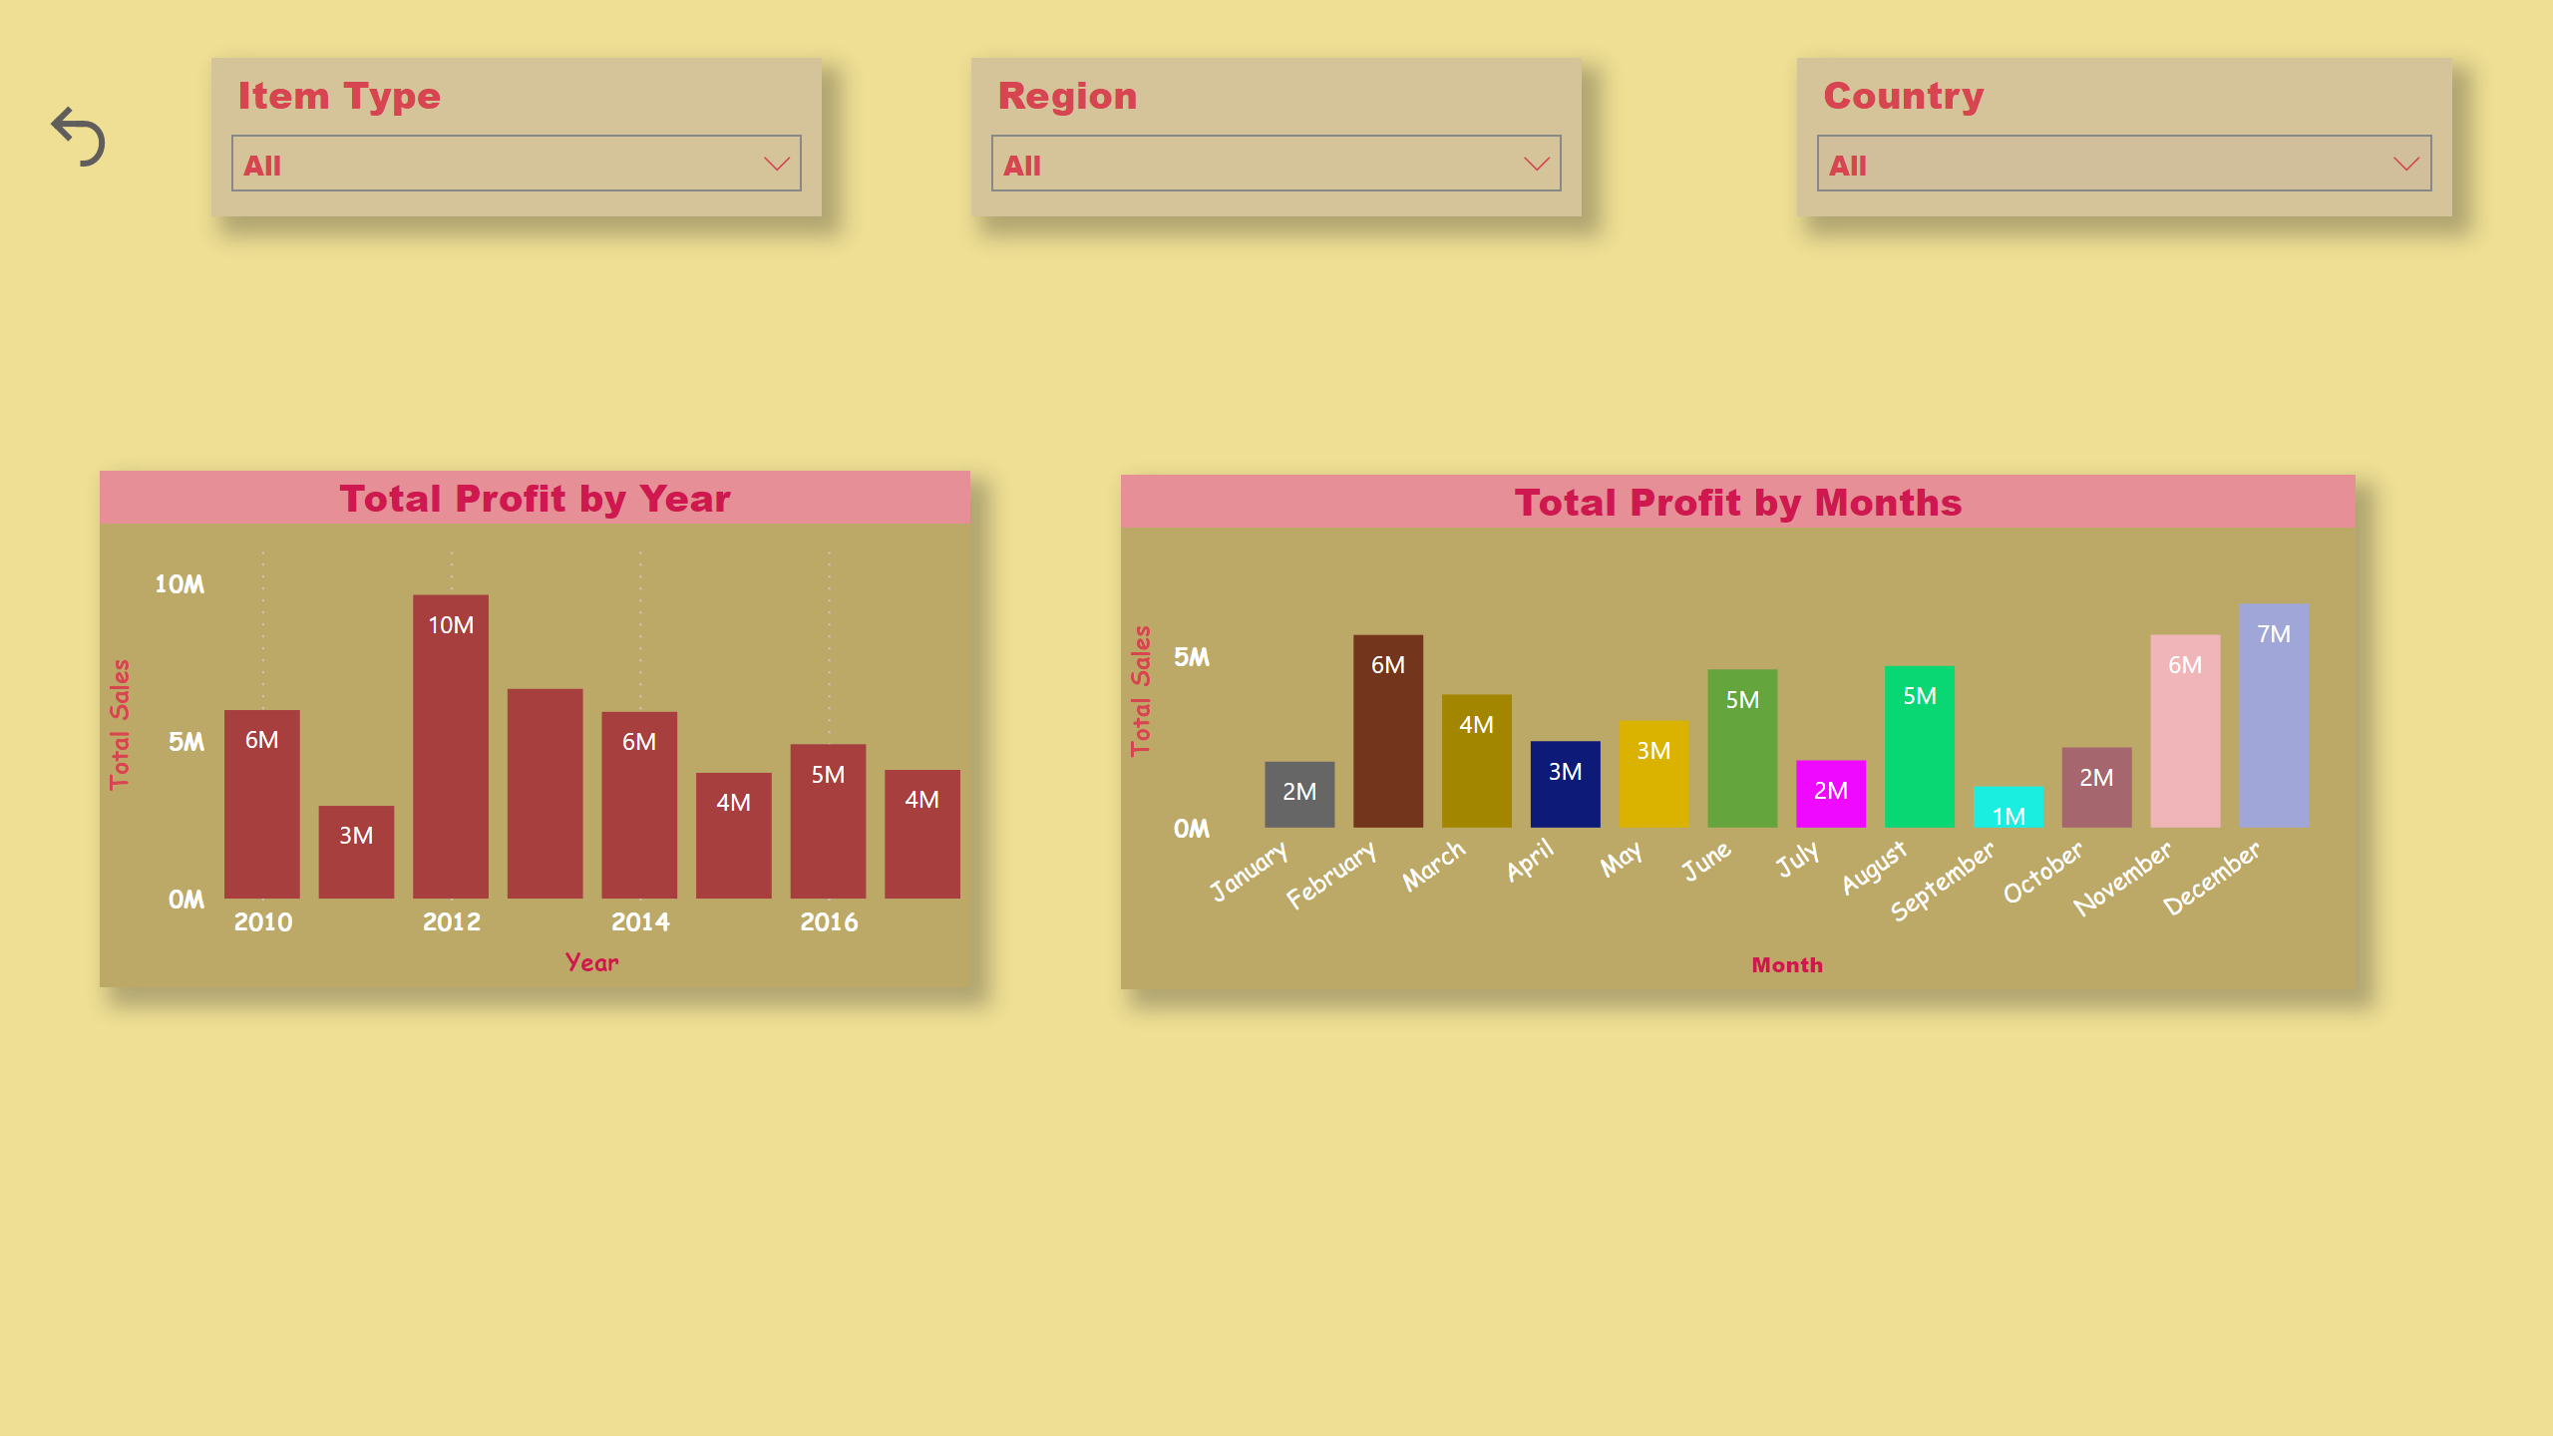 Item Type
All
Region
All
Country
All
Total Profit by Year
Total Sales
10M
5M
0M
6M
3M
10M
6M
4M
5M
4M
2010
2012
2014
2016
Year
Total Profit by Months
Total Sales
5M
0M
2M
6M
4M
3M
3M
5M
2M
5M
1M
2M
6M
7M
January
February
March
April
May
June
July
August
September
October
November
December
Month